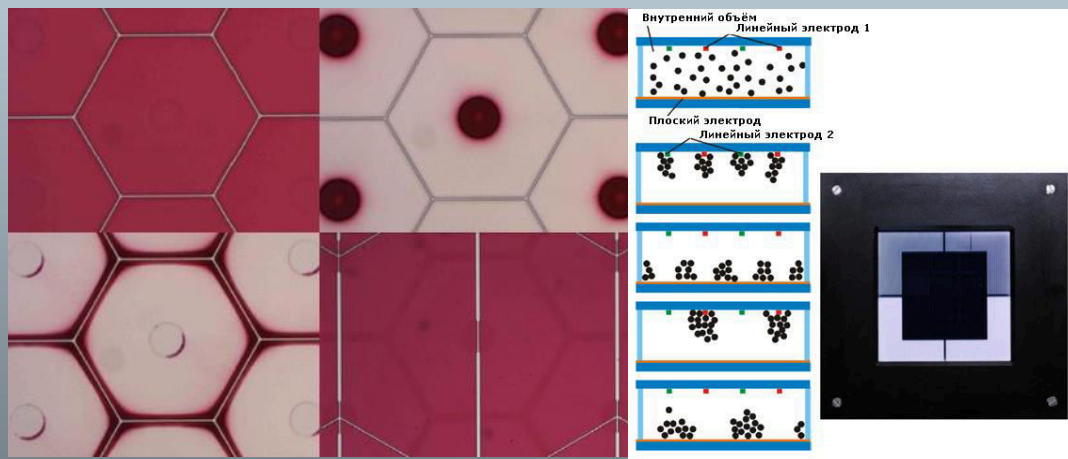 Внутренний объём
Линейный электрод 1
Плоский электрод
Линейный электрод 2